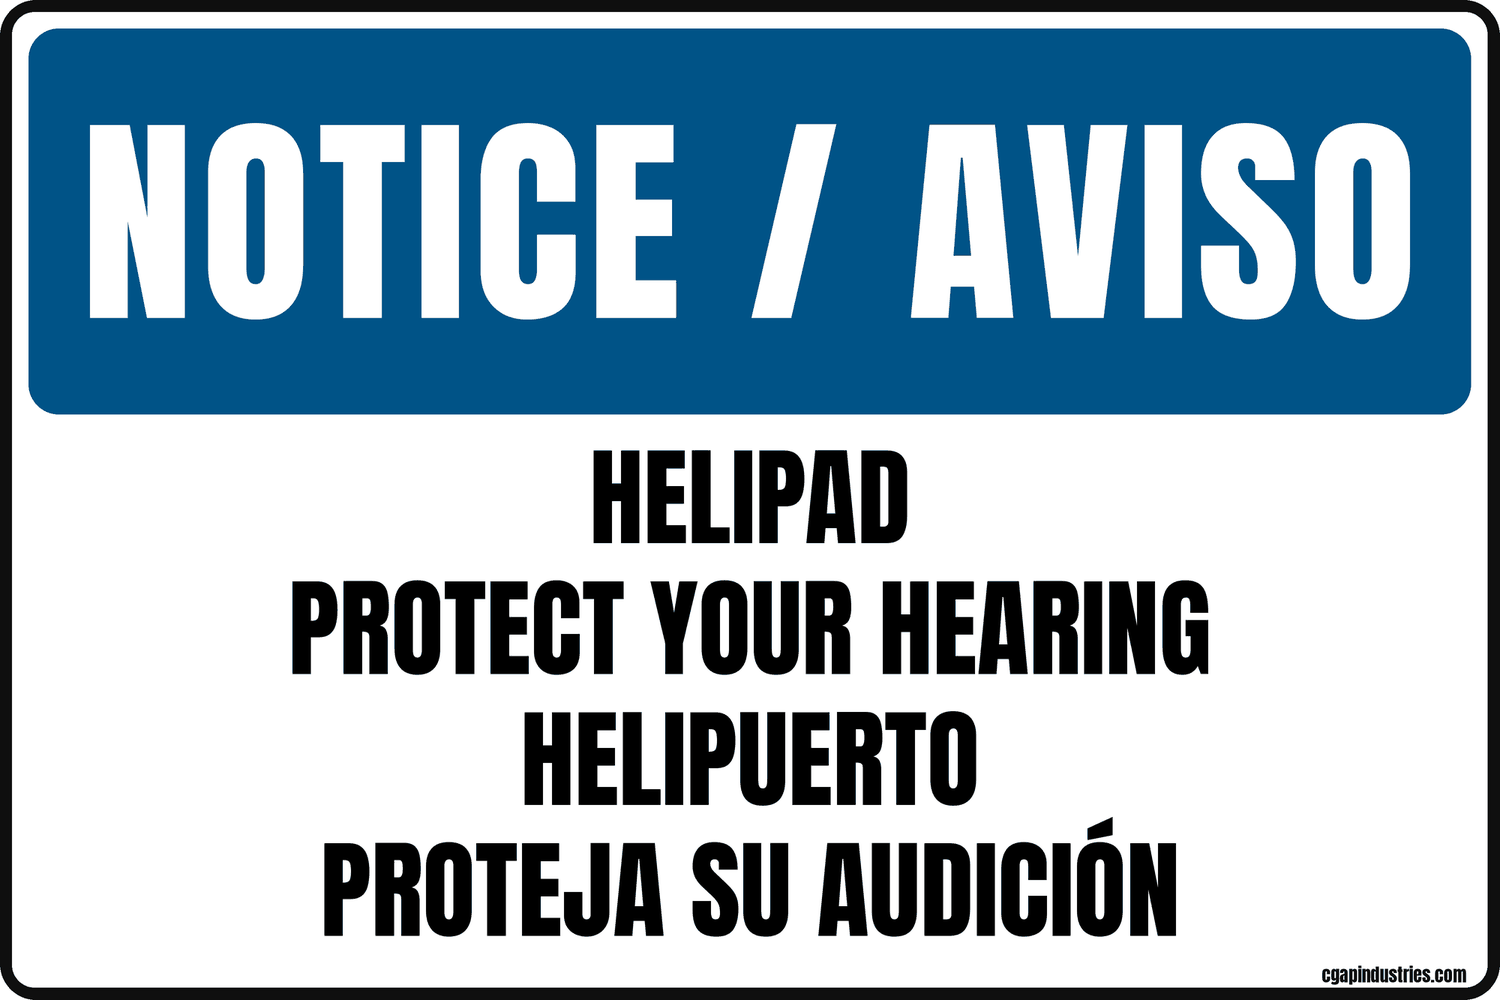 NOTICE / AVISO
HELIPAD
PROTECT YOUR HEARING
HELIPUERTO
PROTEJA SU AUDICIÓN
cgapindustries.com